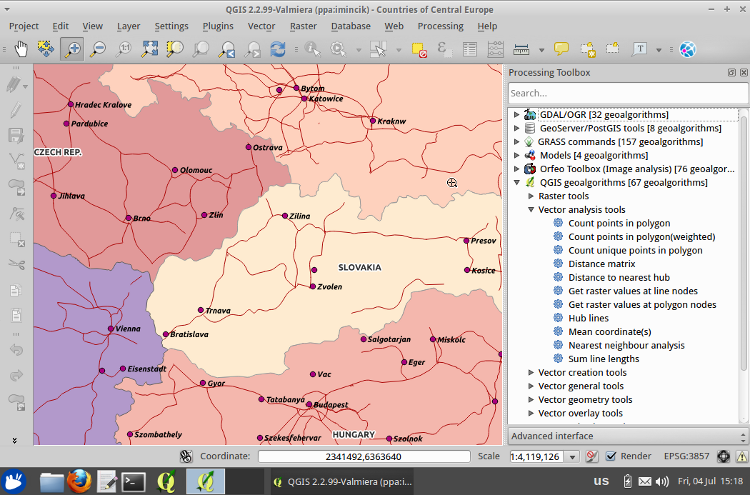 QGIS 2.2.99-Valmiera (ppa:imincik) - Countries of Central Europe
Project Edit View Layer Settings Plugins Vector Raster Database Web Processing Help
Processing Toolbox
Search...
GDAL/OGR [32 geoalgorithms]
GeoServer/PostGIS tools [8 geoalgorithms]
GRASS commands [157 geoalgorithms]
Models [4 geoalgorithms]
Orfeo Toolbox (Image analysis) [76 geoalgor...
QGIS geoalgorithms [67 geoalgorithms]
Raster tools
Vector analysis tools
Count points in polygon
Count points in polygon(weighted)
Count unique points in polygon
Distance matrix
Distance to nearest hub
Get raster values at line nodes
Get raster values at polygon nodes
Hub lines
Mean coordinate(s)
Nearest neighbour analysis
Sum line lengths
Vector creation tools
Vector general tools
Vector geometry tools
Vector overlay tools
Advanced interface
Bytom
Katowice
Hradec Kralove
Pardubice
Krakow
Ostrava
CZECH REP.
Olomouc
Jihlava
Brno
Zlin
Zilina
Presov
SLOVAKIA
Kosice
Zvolen
Trnava
Vienna
Bratislava
Salgotarjan
Miskolc
Eger
Eisenstadt
Vac
Gyor
Tatabanya
Budapest
Szombathely
Szekesfehervar
HUNGARY
Szolnok
Coordinate: 2341492,6363640 Scale 1:4,119,126 Render EPSG:3857
QGIS 2.2.99-Valmiera (ppa:i... us Fri, 04 Jul 15:18